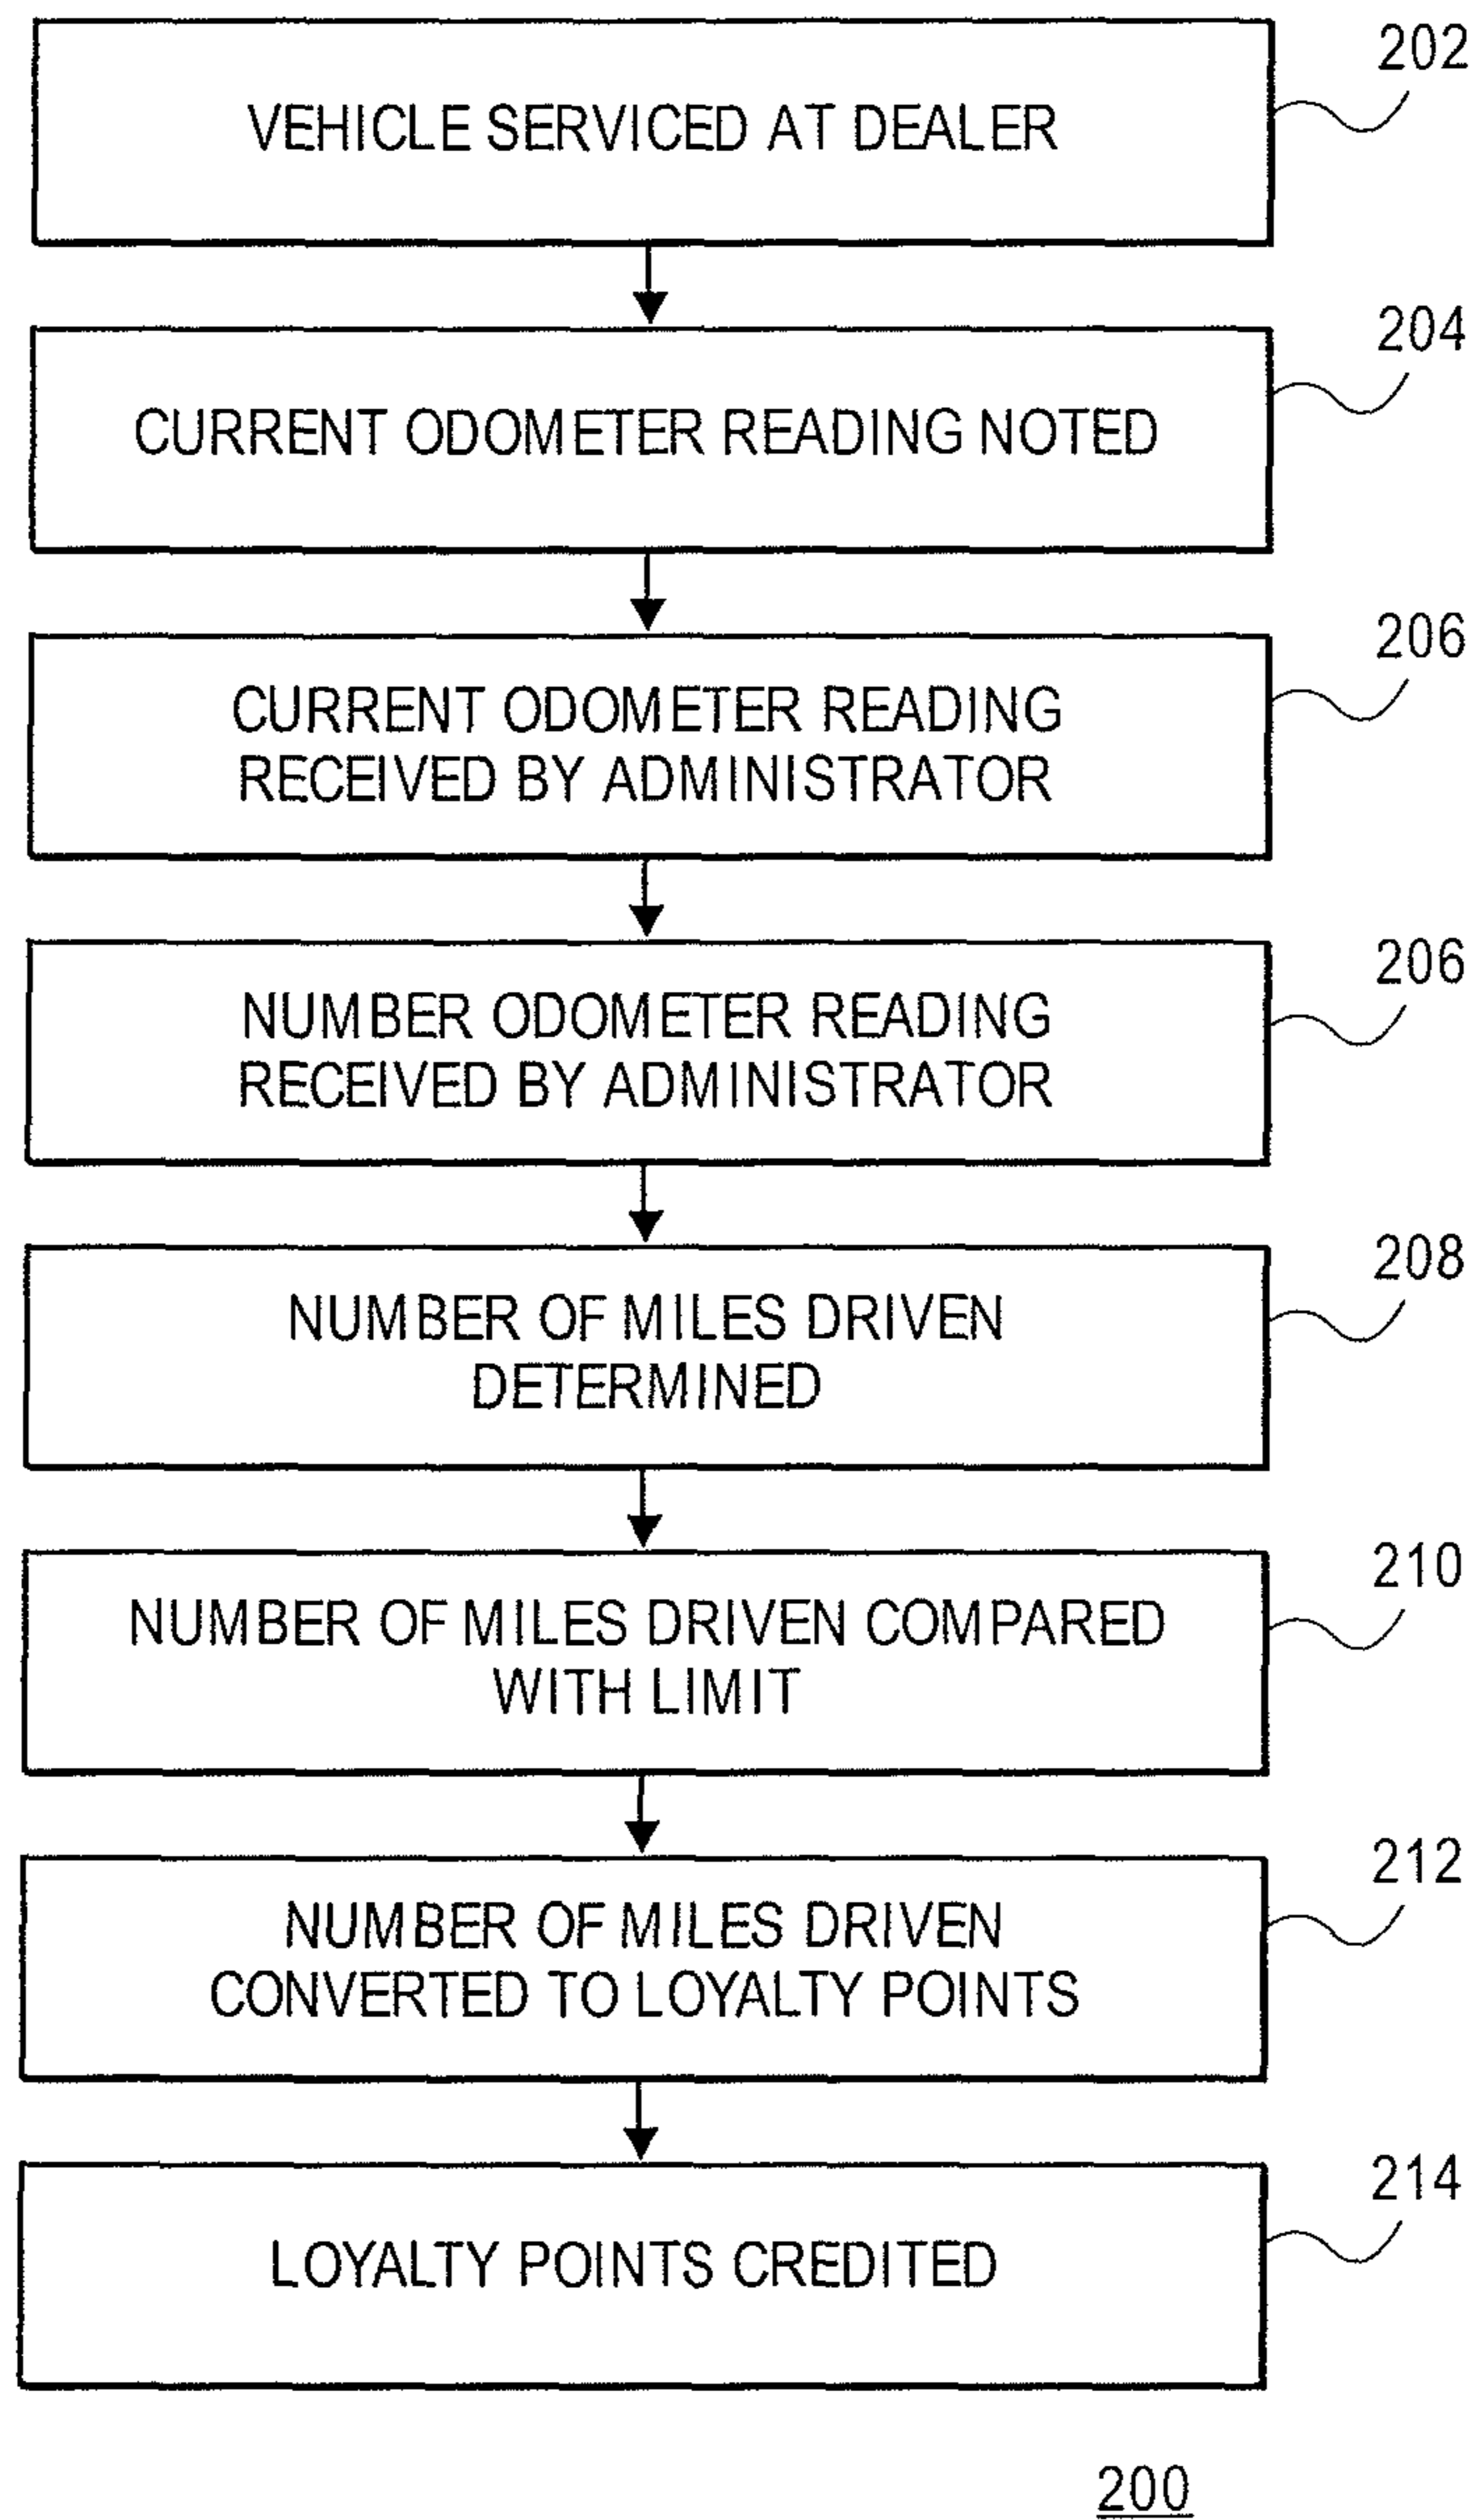 202
VEHICLE SERVICED AT DEALER
204
CURRENT ODOMETER READING NOTED
206
CURRENT ODOMETER READING
RECEIVED BY ADMINISTRATOR
206
NUMBER ODOMETER READING
RECEIVED BY ADMINISTRATOR
208
NUMBER OF MILES DRIVEN
DETERMINED
210
NUMBER OF MILES DRIVEN COMPARED
WITH LIMIT
212
NUMBER OF MILES DRIVEN
CONVERTED TO LOYALTY POINTS
214
LOYALTY POINTS CREDITED
200